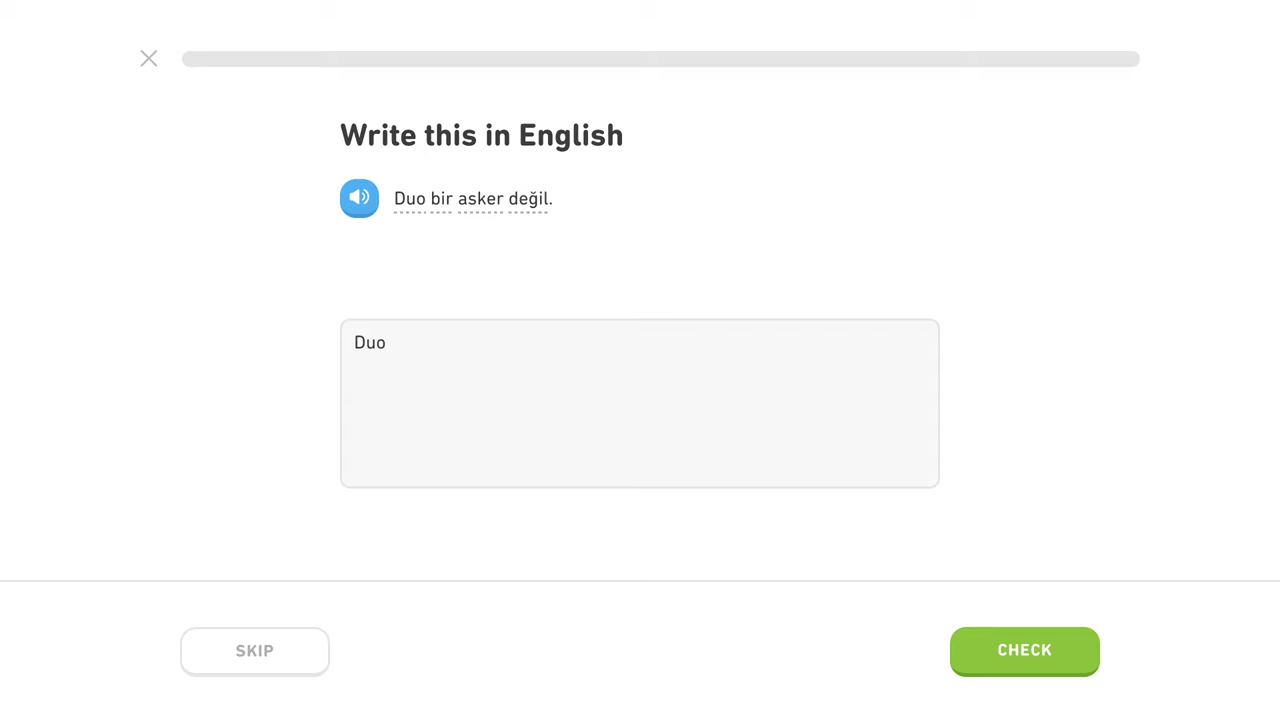 Write this in English
Duo bir asker değil.
Duo
SKIP
CHECK